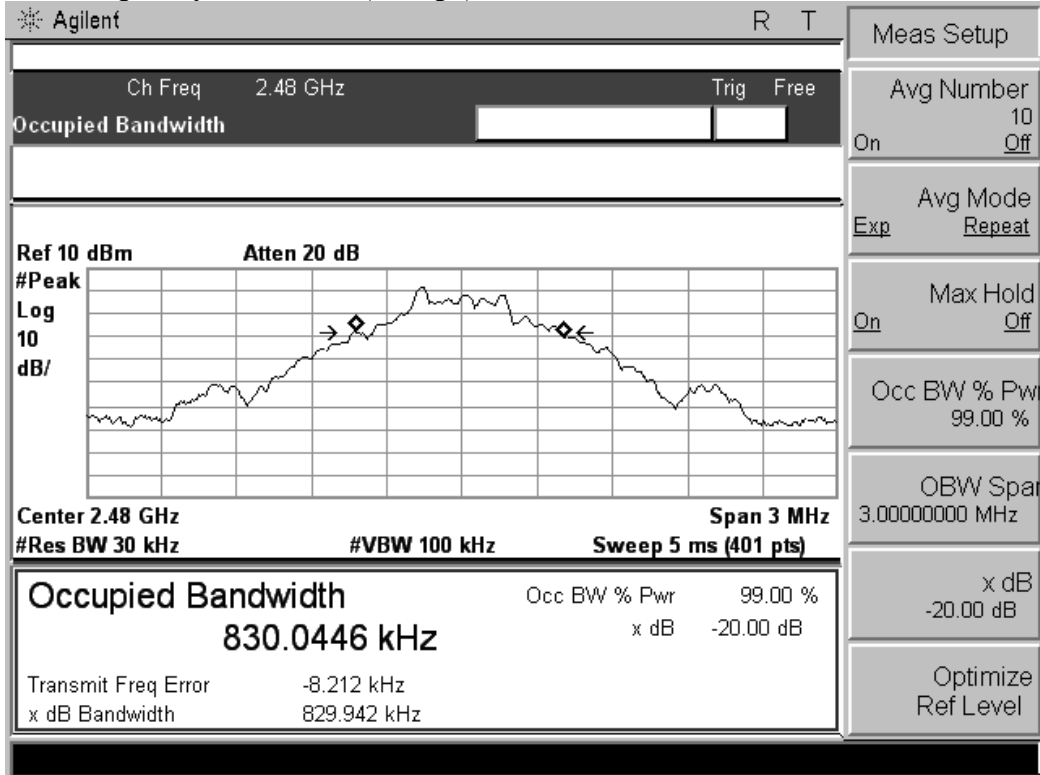 Agilent R T
Ch Freq 2.48 GHz Trig Free
Occupied Bandwidth
Ref 10 dBm Atten 20 dB
#Peak
Log
10
dB/
Center 2.48 GHz Span 3 MHz
#Res BW 30 kHz #VBW 100 kHz Sweep 5 ms (401 pts)
Occupied Bandwidth Occ BW % Pwr 99.00 %
830.0446 kHz x dB -20.00 dB
Transmit Freq Error -8.212 kHz
x dB Bandwidth 829.942 kHz
Meas Setup
Avg Number
10
On Off
Avg Mode
Exp Repeat
Max Hold
On Off
Occ BW % Pwr
99.00 %
OBW Span
3.00000000 MHz
x dB
-20.00 dB
Optimize
Ref Level